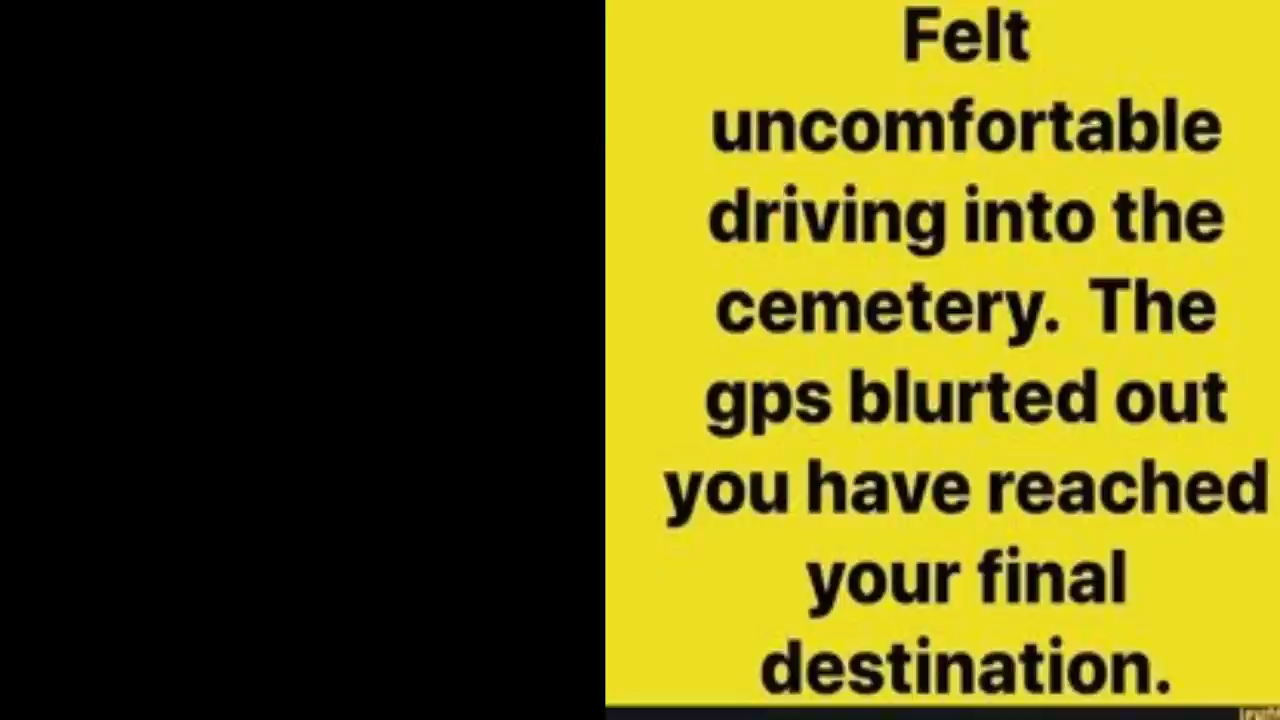 Felt
uncomfortable
driving into the
cemetery. The
gps blurted out
you have reached
your final
destination.